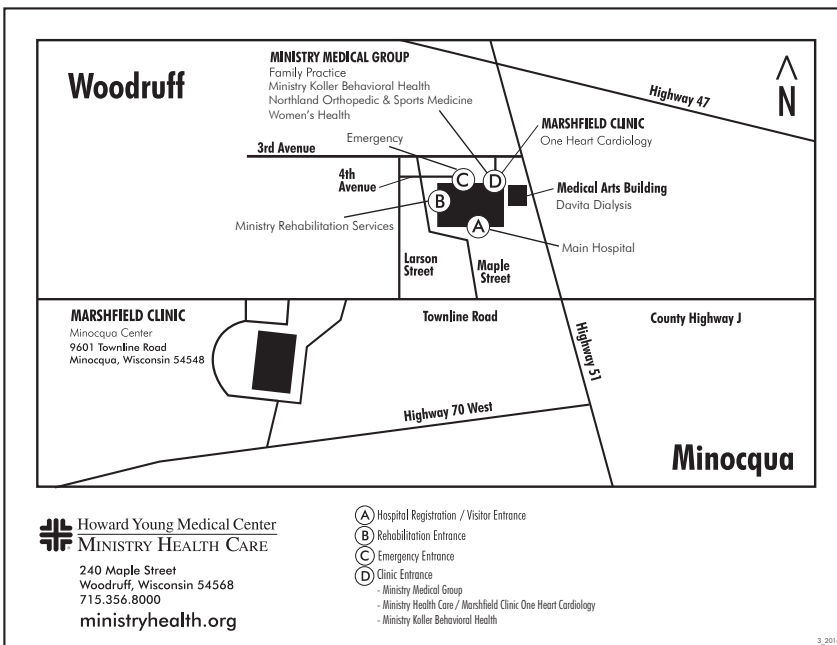 Woodruff
MINISTRY MEDICAL GROUP
Family Practice
Ministry Koller Behavioral Health
Northland Orthopedic & Sports Medicine
Women's Health
Highway 47
N
Emergency
MARSHFIELD CLINIC
One Heart Cardiology
3rd Avenue
4th
Avenue
C
D
B
A
Medical Arts Building
Davita Dialysis
Ministry Rehabilitation Services
Main Hospital
Larson
Street
Maple
Street
MARSHFIELD CLINIC
Minocqua Center
9601 Townline Road
Minocqua, Wisconsin 54548
Townline Road
County Highway J
Highway 51
Highway 70 West
Minocqua
Howard Young Medical Center
MINISTRY HEALTH CARE
240 Maple Street
Woodruff, Wisconsin 54568
715.356.8000
ministryhealth.org
A Hospital Registration / Visitor Entrance
B Rehabilitation Entrance
C Emergency Entrance
D Clinic Entrance
- Ministry Medical Group
- Ministry Health Care / Marshfield Clinic One Heart Cardiology
- Ministry Koller Behavioral Health